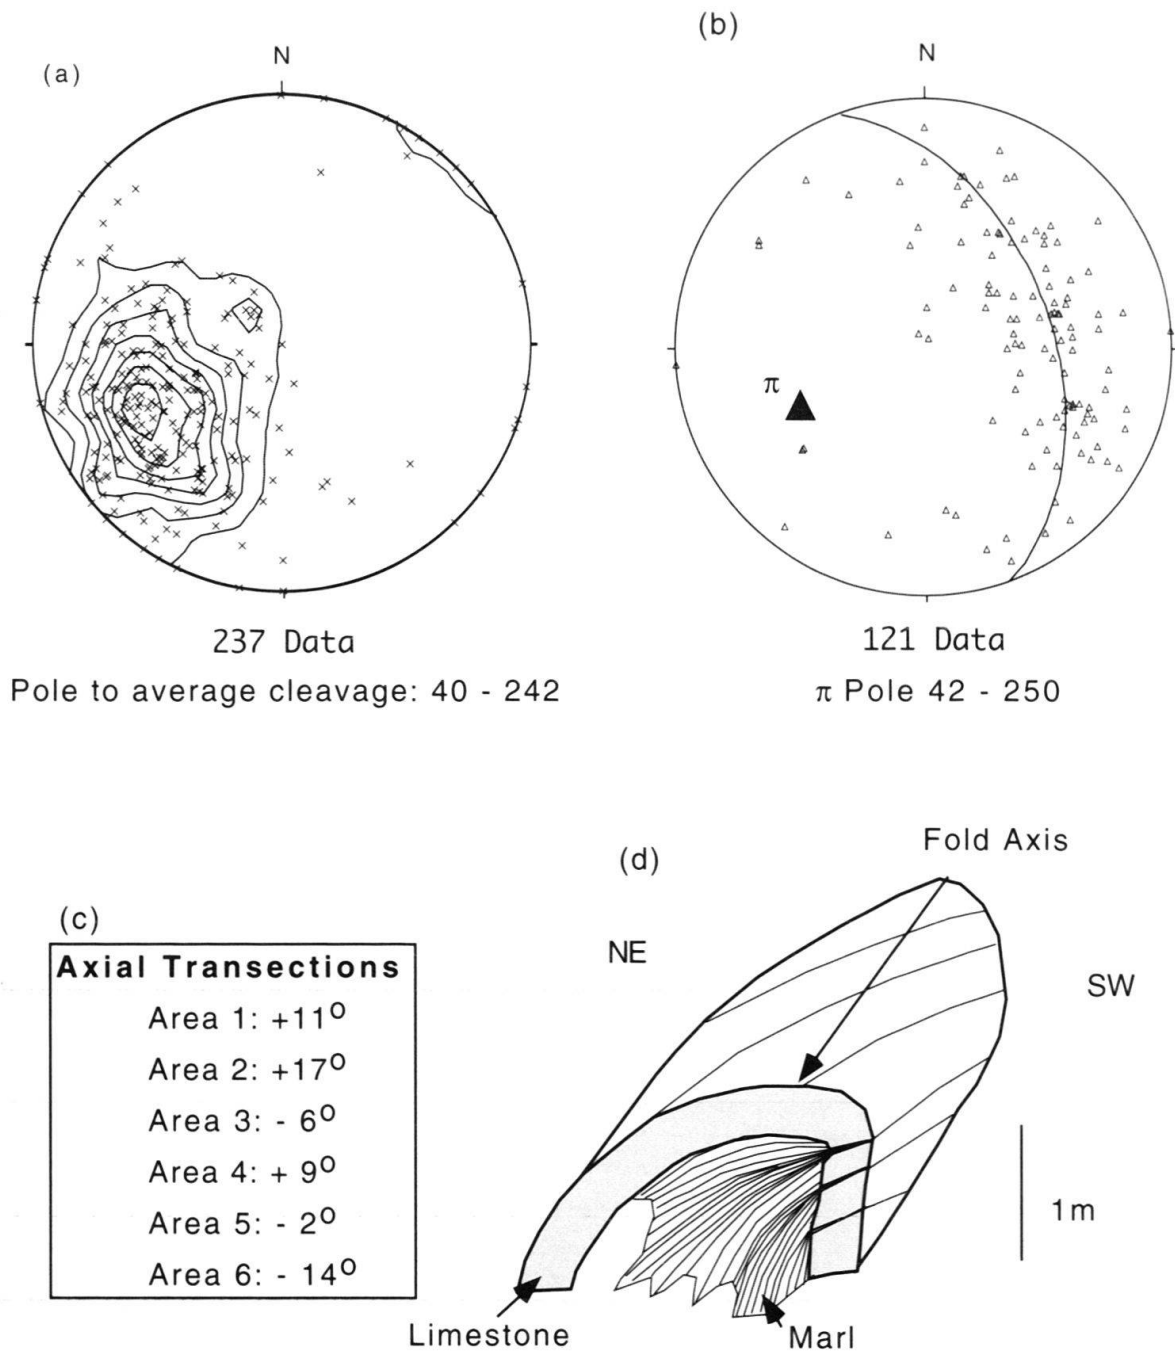 (a)
N
237 Data
Pole to average cleavage: 40 - 242
(b)
N
π
121 Data
π Pole 42 - 250
(c)
Axial Transections
Area 1: +11°
Area 2: +17°
Area 3: - 6°
Area 4: + 9°
Area 5: - 2°
Area 6: - 14°
(d)
Fold Axis
NE
SW
1m
Limestone
Marl